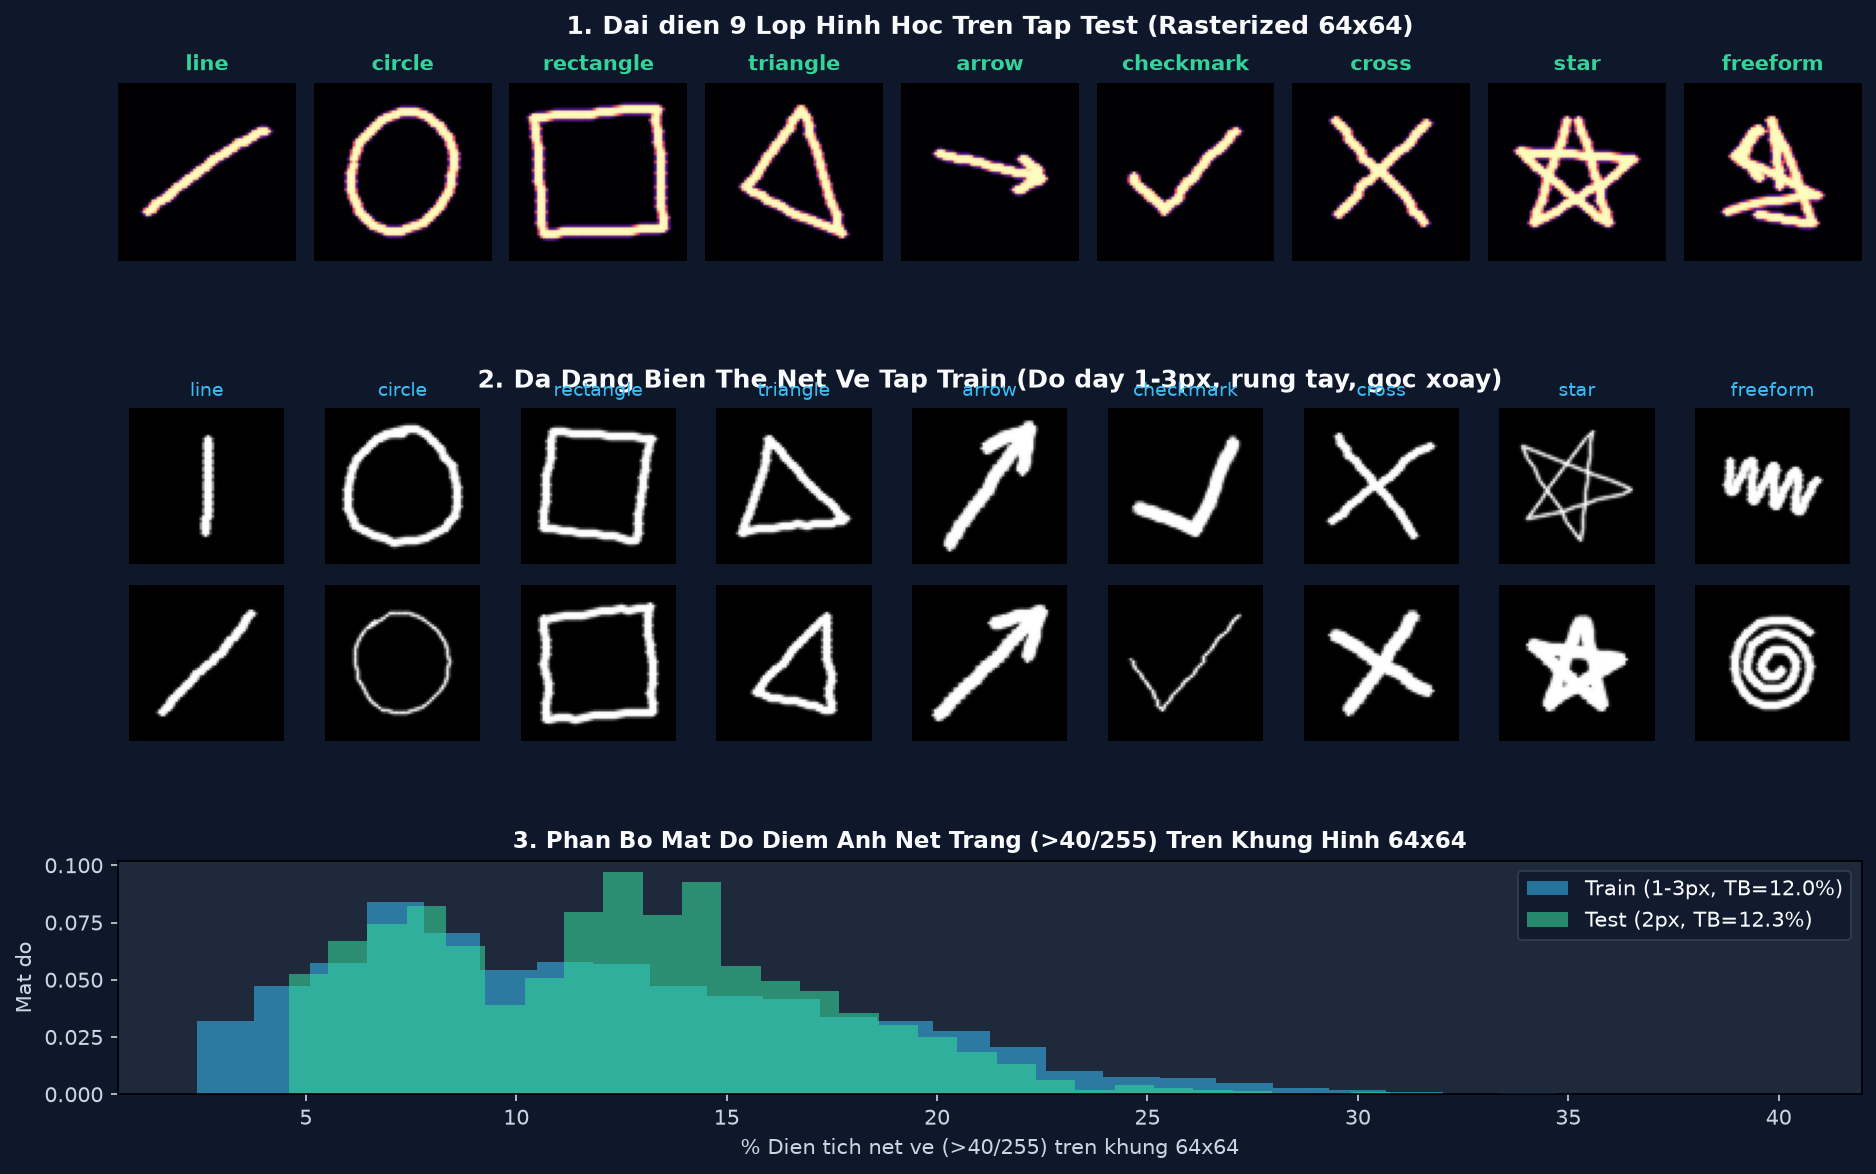 1. Dai dien 9 Lop Hinh Hoc Tren Tap Test (Rasterized 64x64)
line circle rectangle triangle arrow checkmark cross star freeform
2. Da Dang Bien The Net Ve Tap Train (Do day 1-3px, rung tay, goc xoay)
line circle rectangle triangle arrow checkmark cross star freeform
3. Phan Bo Mat Do Diem Anh Net Trang (>40/255) Tren Khung Hinh 64x64
Train (1-3px, TB=12.0%)
Test (2px, TB=12.3%)
Mat do
0.100
0.075
0.050
0.025
0.000
5 10 15 20 25 30 35 40
% Dien tich net ve (>40/255) tren khung 64x64